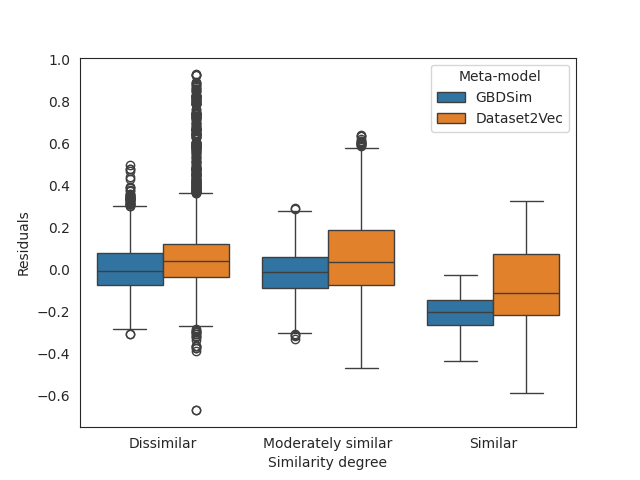 1.0
0.8
0.6
0.4
0.2
0.0
−0.2
−0.4
−0.6
Residuals
Meta-model
GBDSim
Dataset2Vec
Dissimilar
Moderately similar
Similar
Similarity degree